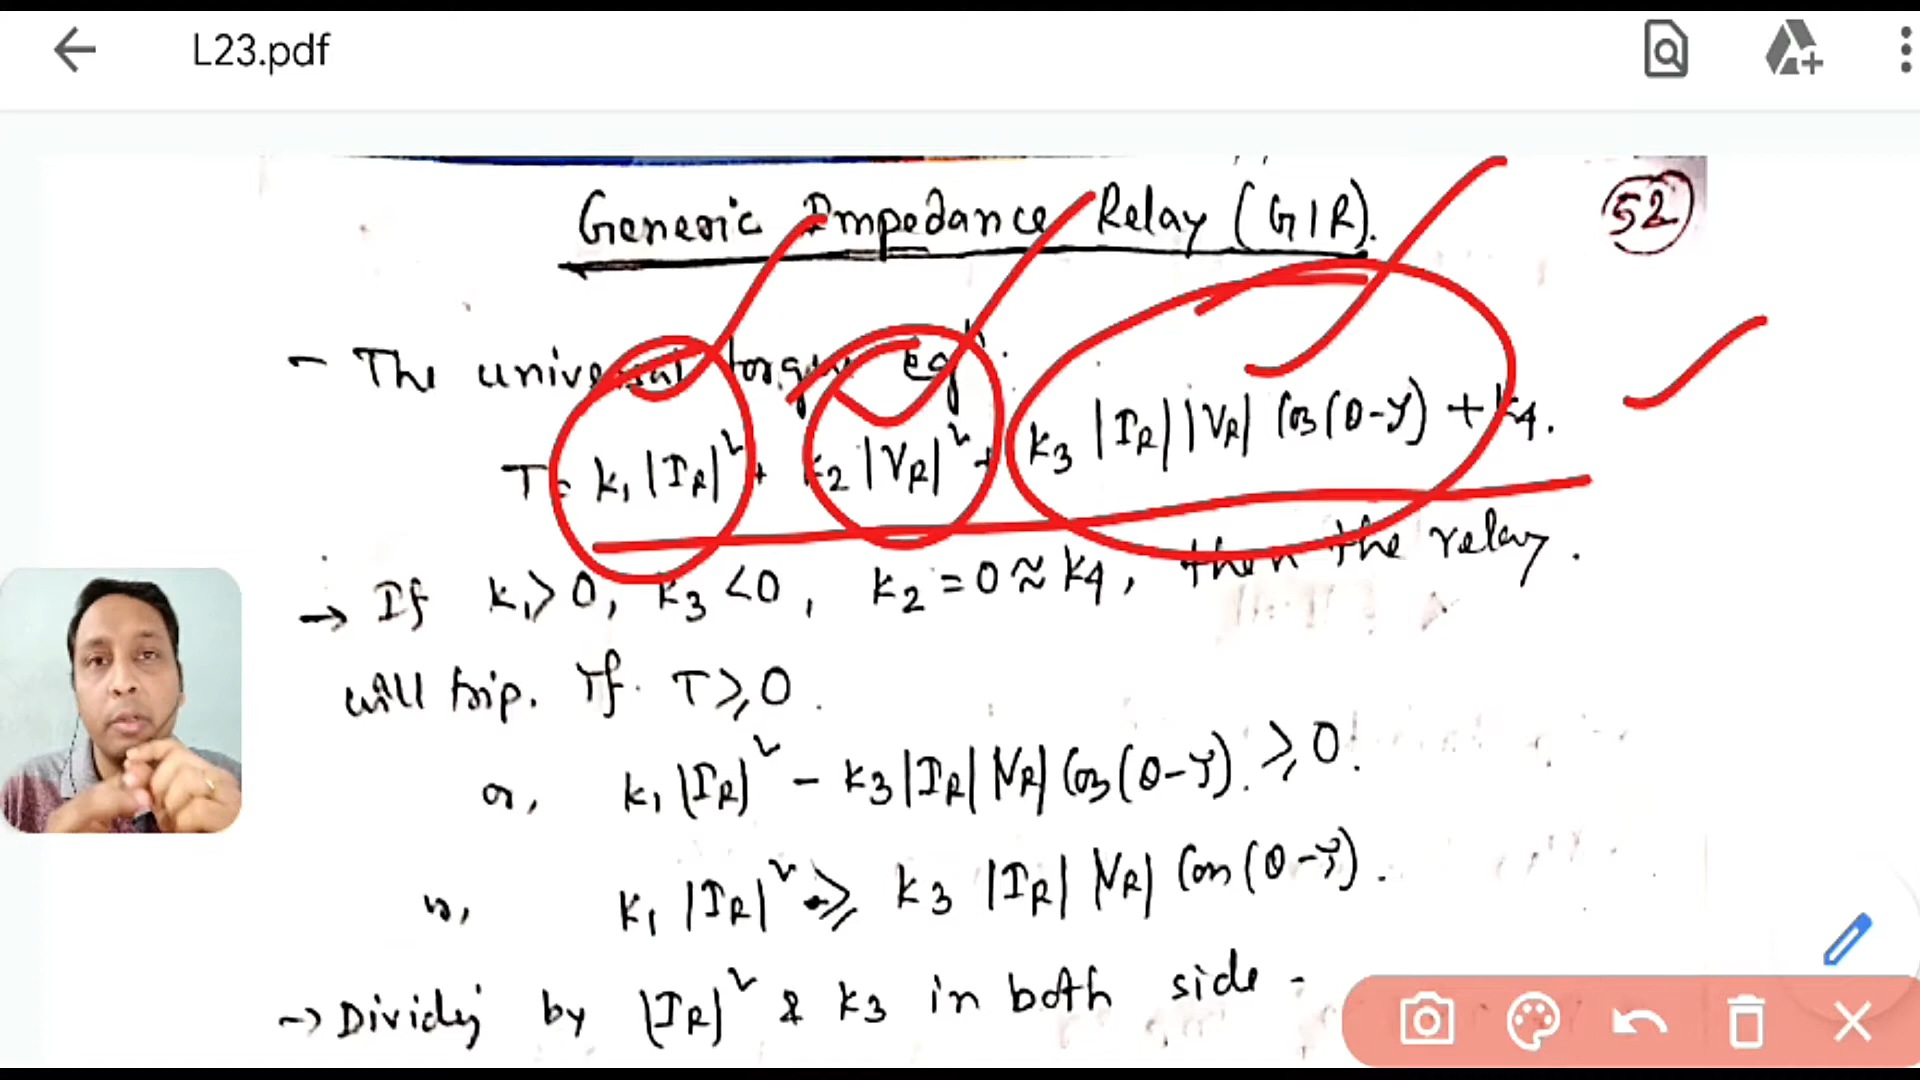 L23.pdf
Generic Impedance Relay (GIR).
52
- The universal torque eqn.
T = k1 |IR|² + k2 |VR|² + k3 |IR| |VR| Cos (θ-τ) + k4.
→ If k1 > 0, k3 < 0, k2 = 0 ≈ k4, then the relay.
will trip. If. T ⩾ 0.
or, k1 |IR|² - k3 |IR| |VR| Cos (θ-τ). ⩾ 0.
or, k1 |IR|² ⩾ k3 |IR| |VR| Cos (θ-τ).
→ Dividing by |IR|² & k3 in both side -